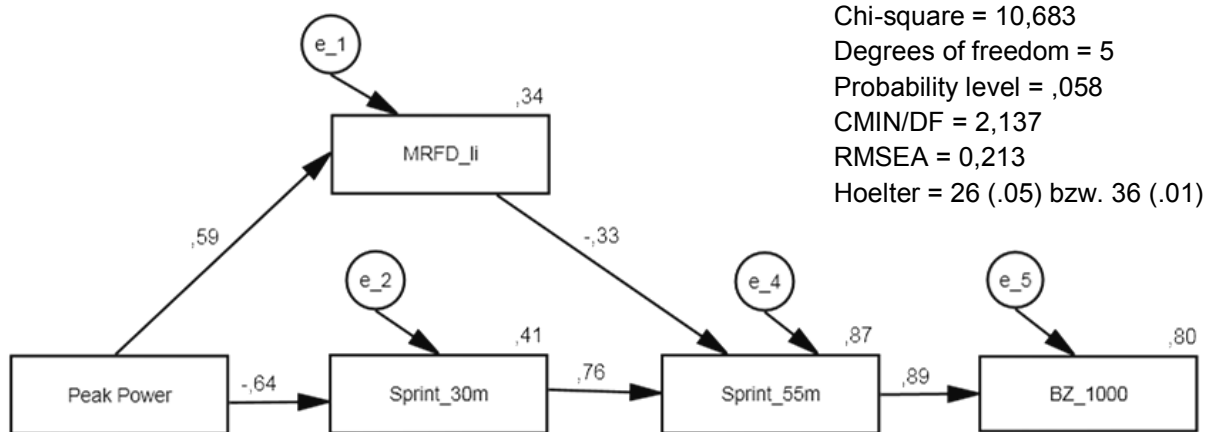 Chi-square = 10,683
Degrees of freedom = 5
Probability level = ,058
CMIN/DF = 2,137
RMSEA = 0,213
Hoelter = 26 (.05) bzw. 36 (.01)
e_1
,34
MRFD_li
,59
-,33
e_2
e_4
e_5
,41
,87
,80
Peak Power
-,64
Sprint_30m
,76
Sprint_55m
,89
BZ_1000